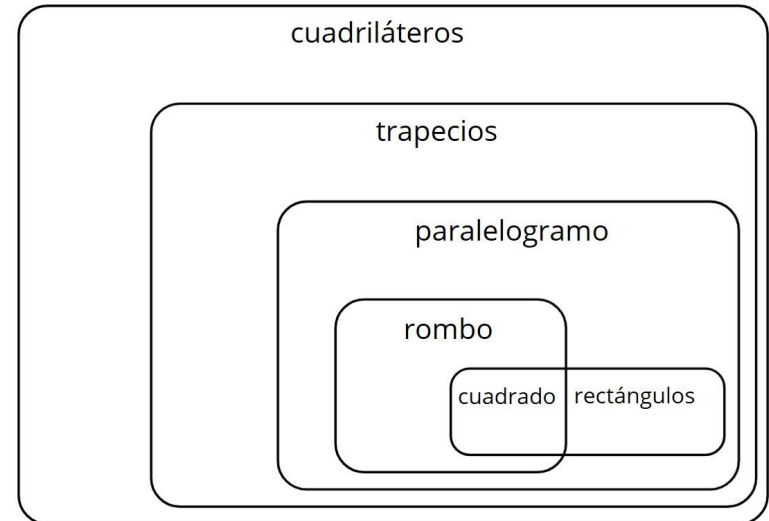 cuadriláteros
trapecios
paralelogramo
rombo
cuadrado rectángulos